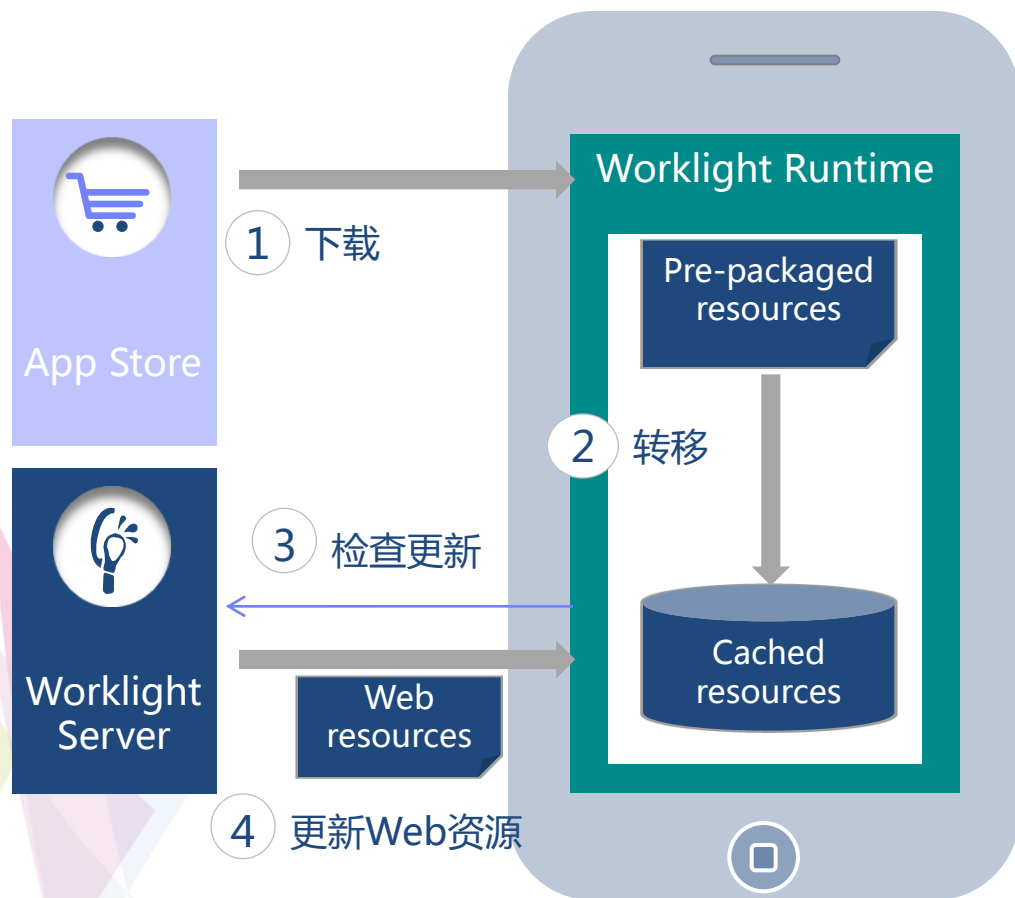 Worklight Runtime
1 下载
Pre-packaged
resources
App Store
2 转移
3 检查更新
Cached
resources
Worklight
Server
Web
resources
4 更新Web资源